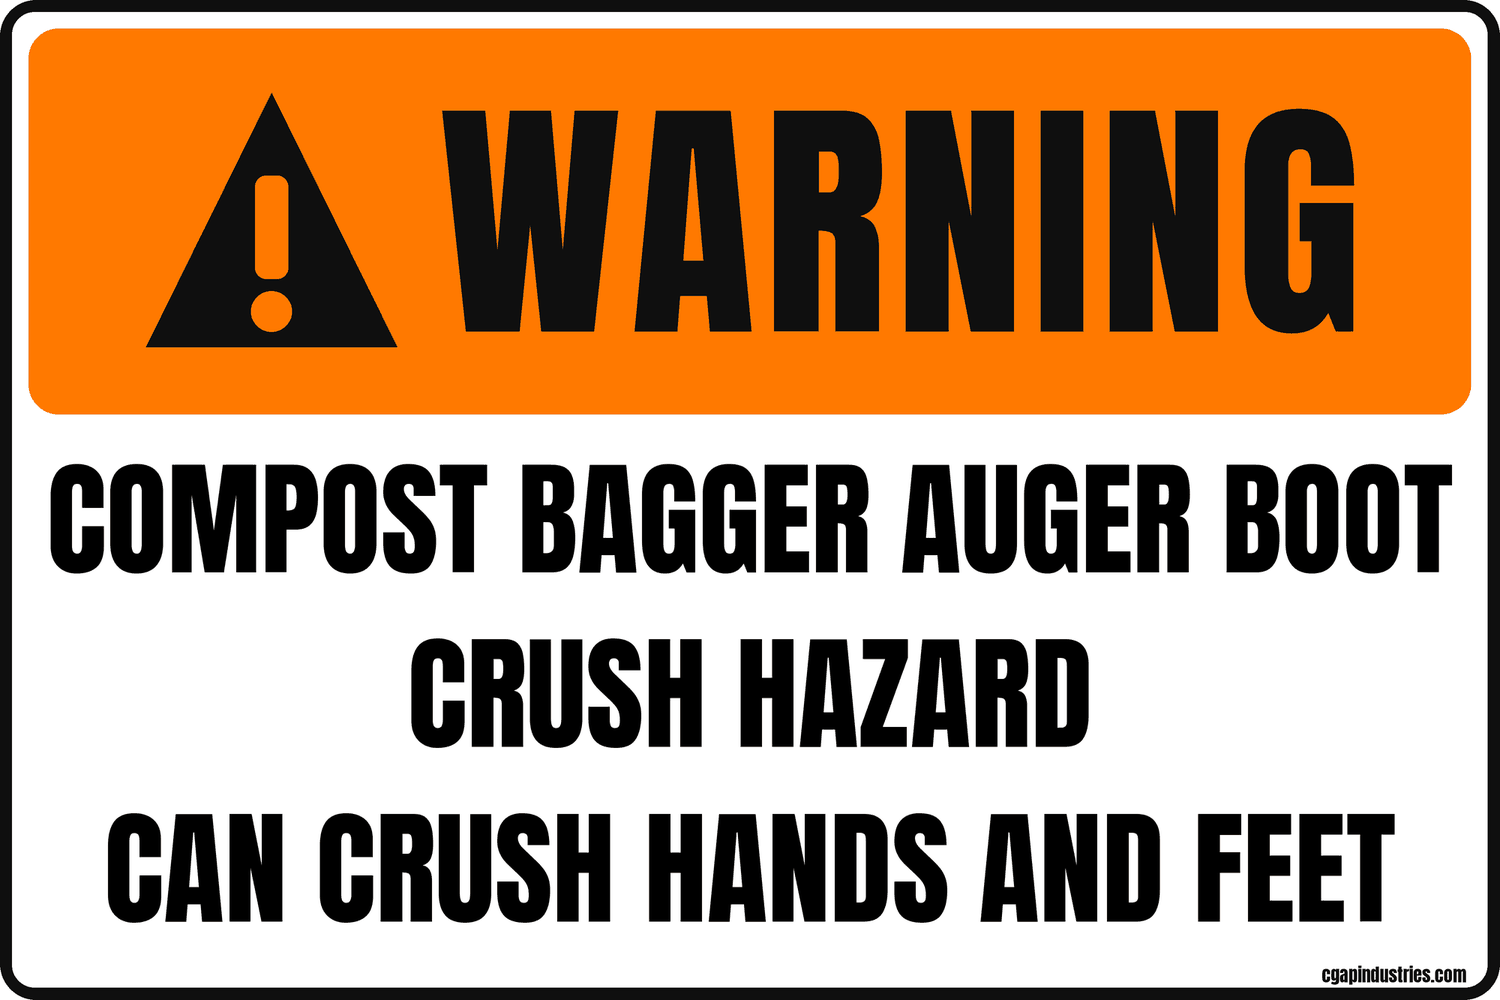 WARNING
COMPOST BAGGER AUGER BOOT
CRUSH HAZARD
CAN CRUSH HANDS AND FEET
cgapindustries.com